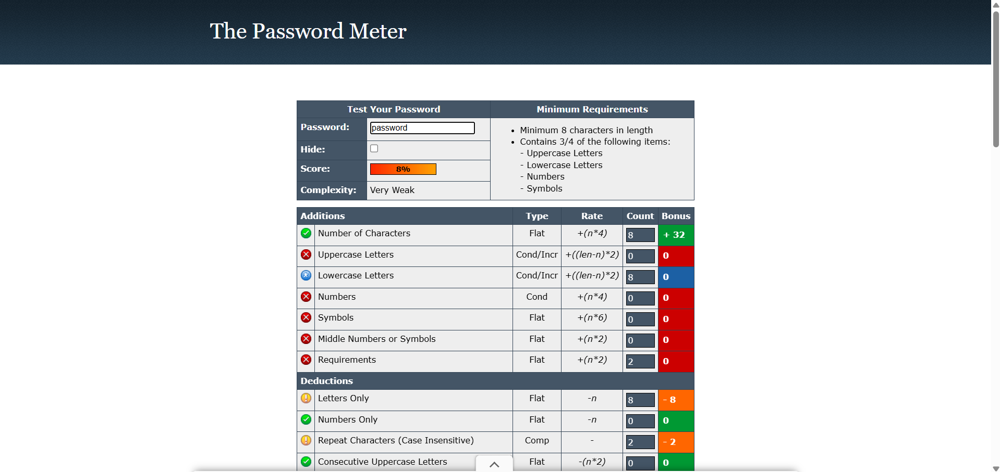 The Password Meter
Test Your Password Minimum Requirements
Password: password
Hide:
Score: 8%
Complexity: Very Weak
• Minimum 8 characters in length
• Contains 3/4 of the following items:
- Uppercase Letters
- Lowercase Letters
- Numbers
- Symbols
Additions Type Rate Count Bonus
Number of Characters Flat +(n*4) 8 + 32
Uppercase Letters Cond/Incr +((len-n)*2) 0 0
Lowercase Letters Cond/Incr +((len-n)*2) 8 0
Numbers Cond +(n*4) 0 0
Symbols Flat +(n*6) 0 0
Middle Numbers or Symbols Flat +(n*2) 0 0
Requirements Flat +(n*2) 2 0
Deductions
Letters Only Flat -n 8 - 8
Numbers Only Flat -n 0 0
Repeat Characters (Case Insensitive) Comp - 2 - 2
Consecutive Uppercase Letters Flat -(n*2) 0 0